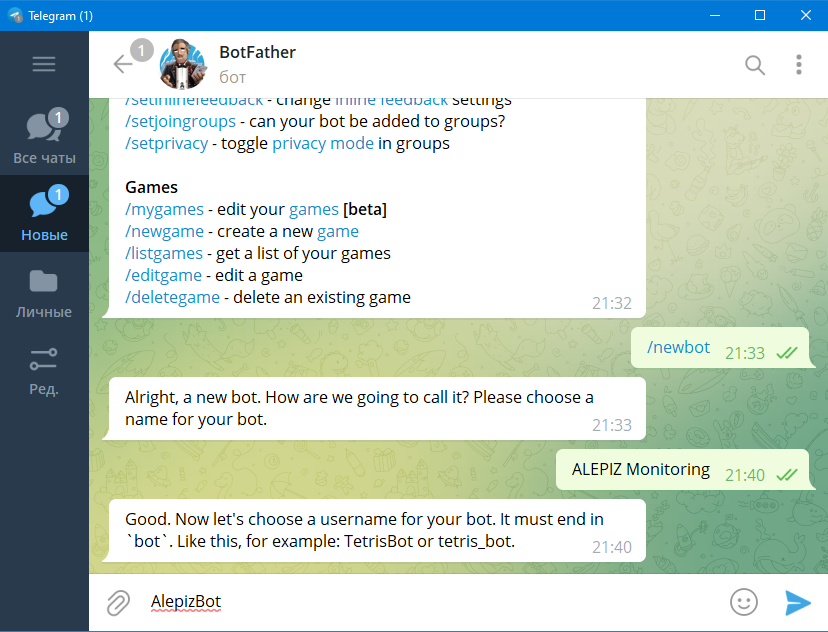 Telegram (1)
1
BotFather
бот
1
Все чаты
1
Новые
Личные
Ред.
/setinlinefeedback - change inline feedback settings
/setjoingroups - can your bot be added to groups?
/setprivacy - toggle privacy mode in groups
Games
/mygames - edit your games [beta]
/newgame - create a new game
/listgames - get a list of your games
/editgame - edit a game
/deletegame - delete an existing game
21:32
/newbot 21:33
Alright, a new bot. How are we going to call it? Please choose a
name for your bot.
21:33
ALEPIZ Monitoring 21:40
Good. Now let's choose a username for your bot. It must end in
`bot`. Like this, for example: TetrisBot or tetris_bot.
21:40
AlepizBot